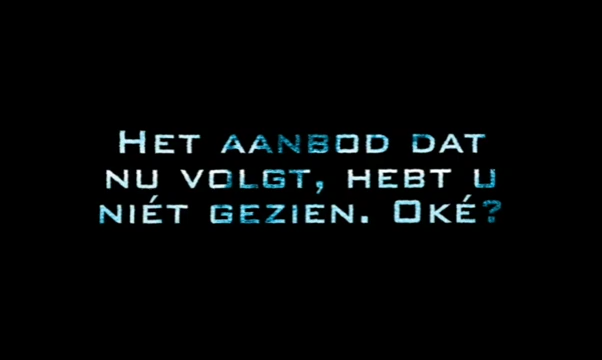 Het aanbod dat
nu volgt, hebt u
niét gezien. Oké?